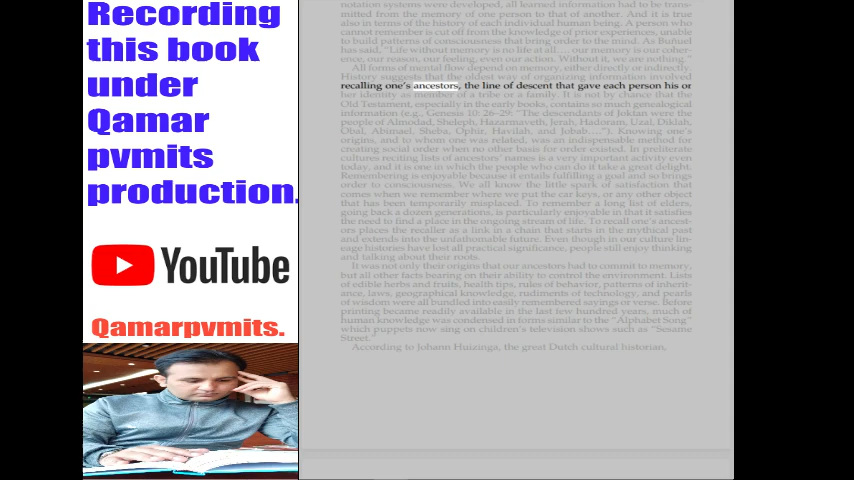 Recording
this book
under
Qamar
pvmits
production.
YouTube
Qamarpvmits.
notation systems were developed, all learned information had to be trans-
mitted from the memory of one person to that of another. And it is true
also in terms of the history of each individual human being. A person who
cannot remember is cut off from the knowledge of prior experiences, unable
to build patterns of consciousness that bring order to the mind. As Buñuel
has said, "Life without memory is no life at all.... our memory is our coher-
ence, our reason, our feeling, even our action. Without it, we are nothing."
All forms of mental flow depend on memory, either directly or indirectly.
History suggests that the oldest way of organizing information involved
recalling one's ancestors, the line of descent that gave each person his or
her identity as member of a tribe or a family. It is not by chance that the
Old Testament, especially in the early books, contains so much genealogical
information (e.g., Genesis 10: 26–29: "The descendants of Joktan were the
people of Almodad, Sheleph, Hazarmaveth, Jerah, Hadoram, Uzal, Diklah,
Obal, Abimael, Sheba, Ophir, Havilah, and Jobab...."). Knowing one's
origins, and to whom one was related, was an indispensable method for
creating social order when no other basis for order existed. In preliterate
cultures reciting lists of ancestors' names is a very important activity even
today, and it is one in which the people who can do it take a great delight.
Remembering is enjoyable because it entails fulfilling a goal and so brings
order to consciousness. We all know the little spark of satisfaction that
comes when we remember where we put the car keys, or any other object
that has been temporarily misplaced. To remember a long list of elders,
going back a dozen generations, is particularly enjoyable in that it satisfies
the need to find a place in the ongoing stream of life. To recall one's ancest-
ors places the recaller as a link in a chain that starts in the mythical past
and extends into the unfathomable future. Even though in our culture lin-
eage histories have lost all practical significance, people still enjoy thinking
and talking about their roots.
It was not only their origins that our ancestors had to commit to memory,
but all other facts bearing on their ability to control the environment. Lists
of edible herbs and fruits, health tips, rules of behavior, patterns of inherit-
ance, laws, geographical knowledge, rudiments of technology, and pearls
of wisdom were all bundled into easily remembered sayings or verse. Before
printing became readily available in the last few hundred years, much of
human knowledge was condensed in forms similar to the "Alphabet Song"
which puppets now sing on children's television shows such as "Sesame
Street."
According to Johann Huizinga, the great Dutch cultural historian,